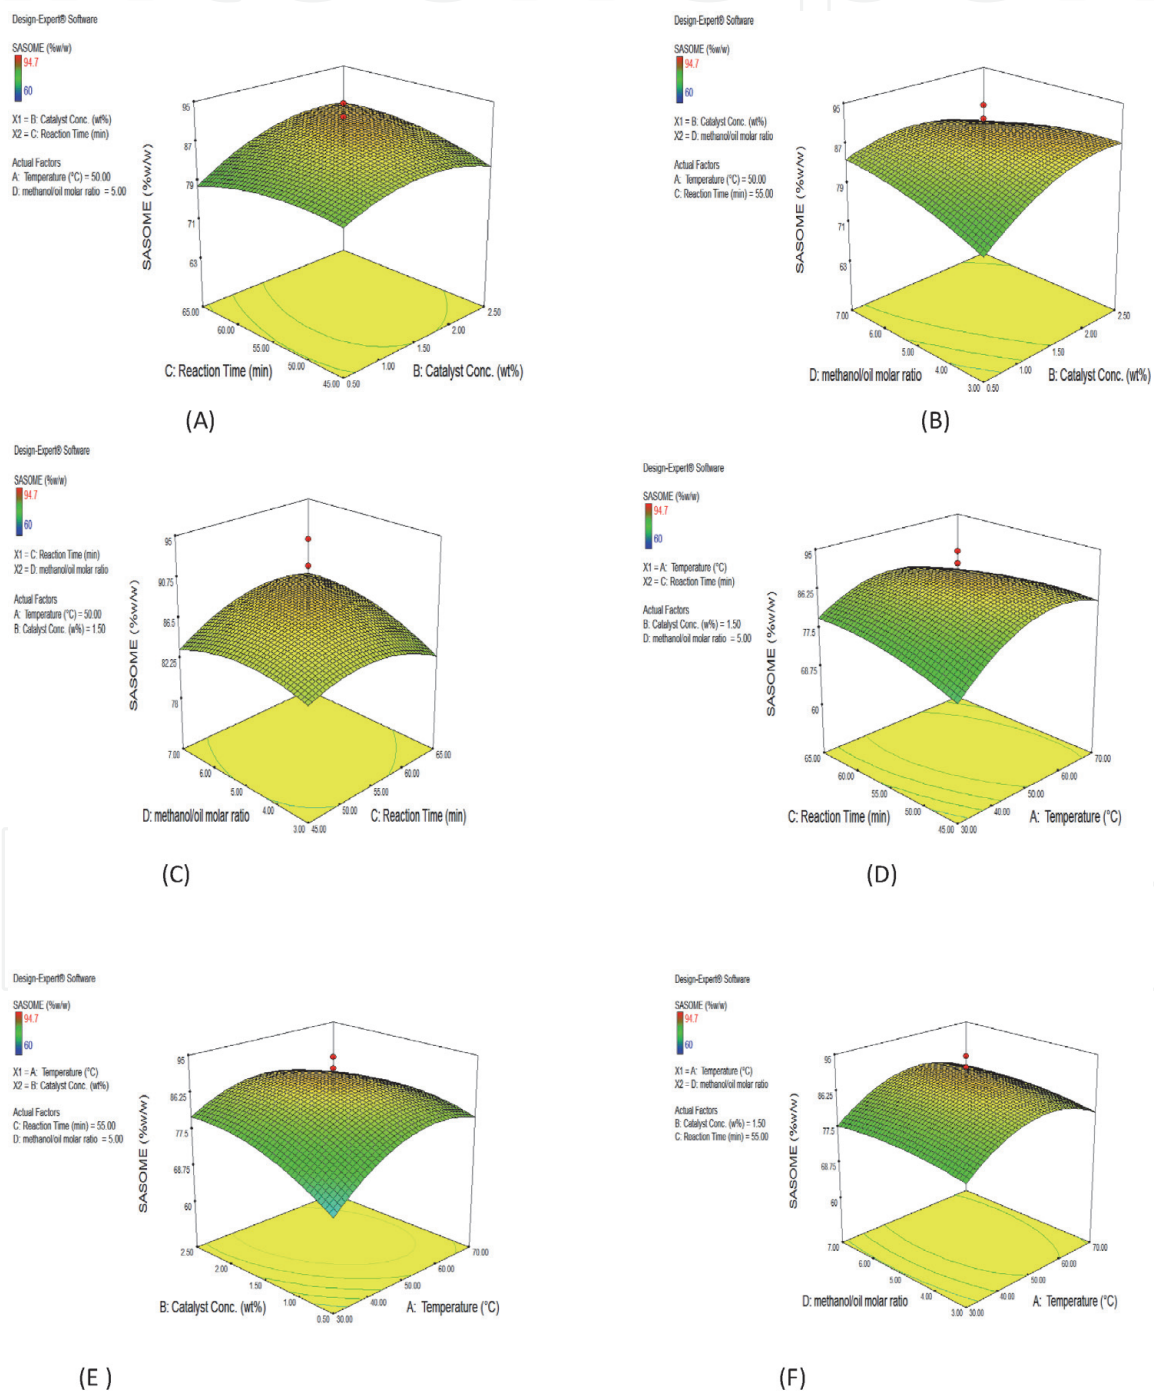 Design-Expert® Software
SASOME (%w/w)
94.7
60
X1 = B: Catalyst Conc. (wt%)
X2 = C: Reaction Time (min)
Actual Factors
A: Temperature (°C) = 50.00
D: methanol/oil molar ratio = 5.00
SASOME (%w/w)
95
87
79
71
63
65.00
60.00
55.00
50.00
45.00
0.50
1.00
1.50
2.00
2.50
C: Reaction Time (min)
B: Catalyst Conc. (wt%)
(A)
Design-Expert® Software
SASOME (%w/w)
94.7
60
X1 = B: Catalyst Conc. (wt%)
X2 = D: methanol/oil molar ratio
Actual Factors
A: Temperature (°C) = 50.00
C: Reaction Time (min) = 55.00
SASOME (%w/w)
95
87
79
71
63
7.00
6.00
5.00
4.00
3.00
0.50
1.00
1.50
2.00
2.50
D: methanol/oil molar ratio
B: Catalyst Conc. (wt%)
(B)
Design-Expert® Software
SASOME (%w/w)
94.7
60
X1 = C: Reaction Time (min)
X2 = D: methanol/oil molar ratio
Actual Factors
A: Temperature (°C) = 50.00
B: Catalyst Conc. (w%) = 1.50
SASOME (%w/w)
95
90.75
86.5
82.25
78
7.00
6.00
5.00
4.00
3.00
45.00
50.00
55.00
60.00
65.00
D: methanol/oil molar ratio
C: Reaction Time (min)
(C)
Design-Expert® Software
SASOME (%w/w)
94.7
60
X1 = A: Temperature (°C)
X2 = C: Reaction Time (min)
Actual Factors
B: Catalyst Conc. (w%) = 1.50
D: methanol/oil molar ratio = 5.00
SASOME (%w/w)
95
86.25
77.5
68.75
60
65.00
60.00
55.00
50.00
45.00
30.00
40.00
50.00
60.00
70.00
C: Reaction Time (min)
A: Temperature (°C)
(D)
Design-Expert® Software
SASOME (%w/w)
94.7
60
X1 = A: Temperature (°C)
X2 = B: Catalyst Conc. (wt%)
Actual Factors
C: Reaction Time (min) = 55.00
D: methanol/oil molar ratio = 5.00
SASOME (%w/w)
95
86.25
77.5
68.75
60
2.50
2.00
1.50
1.00
0.50
30.00
40.00
50.00
60.00
70.00
B: Catalyst Conc. (wt%)
A: Temperature (°C)
(E )
Design-Expert® Software
SASOME (%w/w)
94.7
60
X1 = A: Temperature (°C)
X2 = D: methanol/oil molar ratio
Actual Factors
B: Catalyst Conc. (w%) = 1.50
C: Reaction Time (min) = 55.00
SASOME (%w/w)
95
86.25
77.5
68.75
60
7.00
6.00
5.00
4.00
3.00
30.00
40.00
50.00
60.00
70.00
D: methanol/oil molar ratio
A: Temperature (°C)
(F)